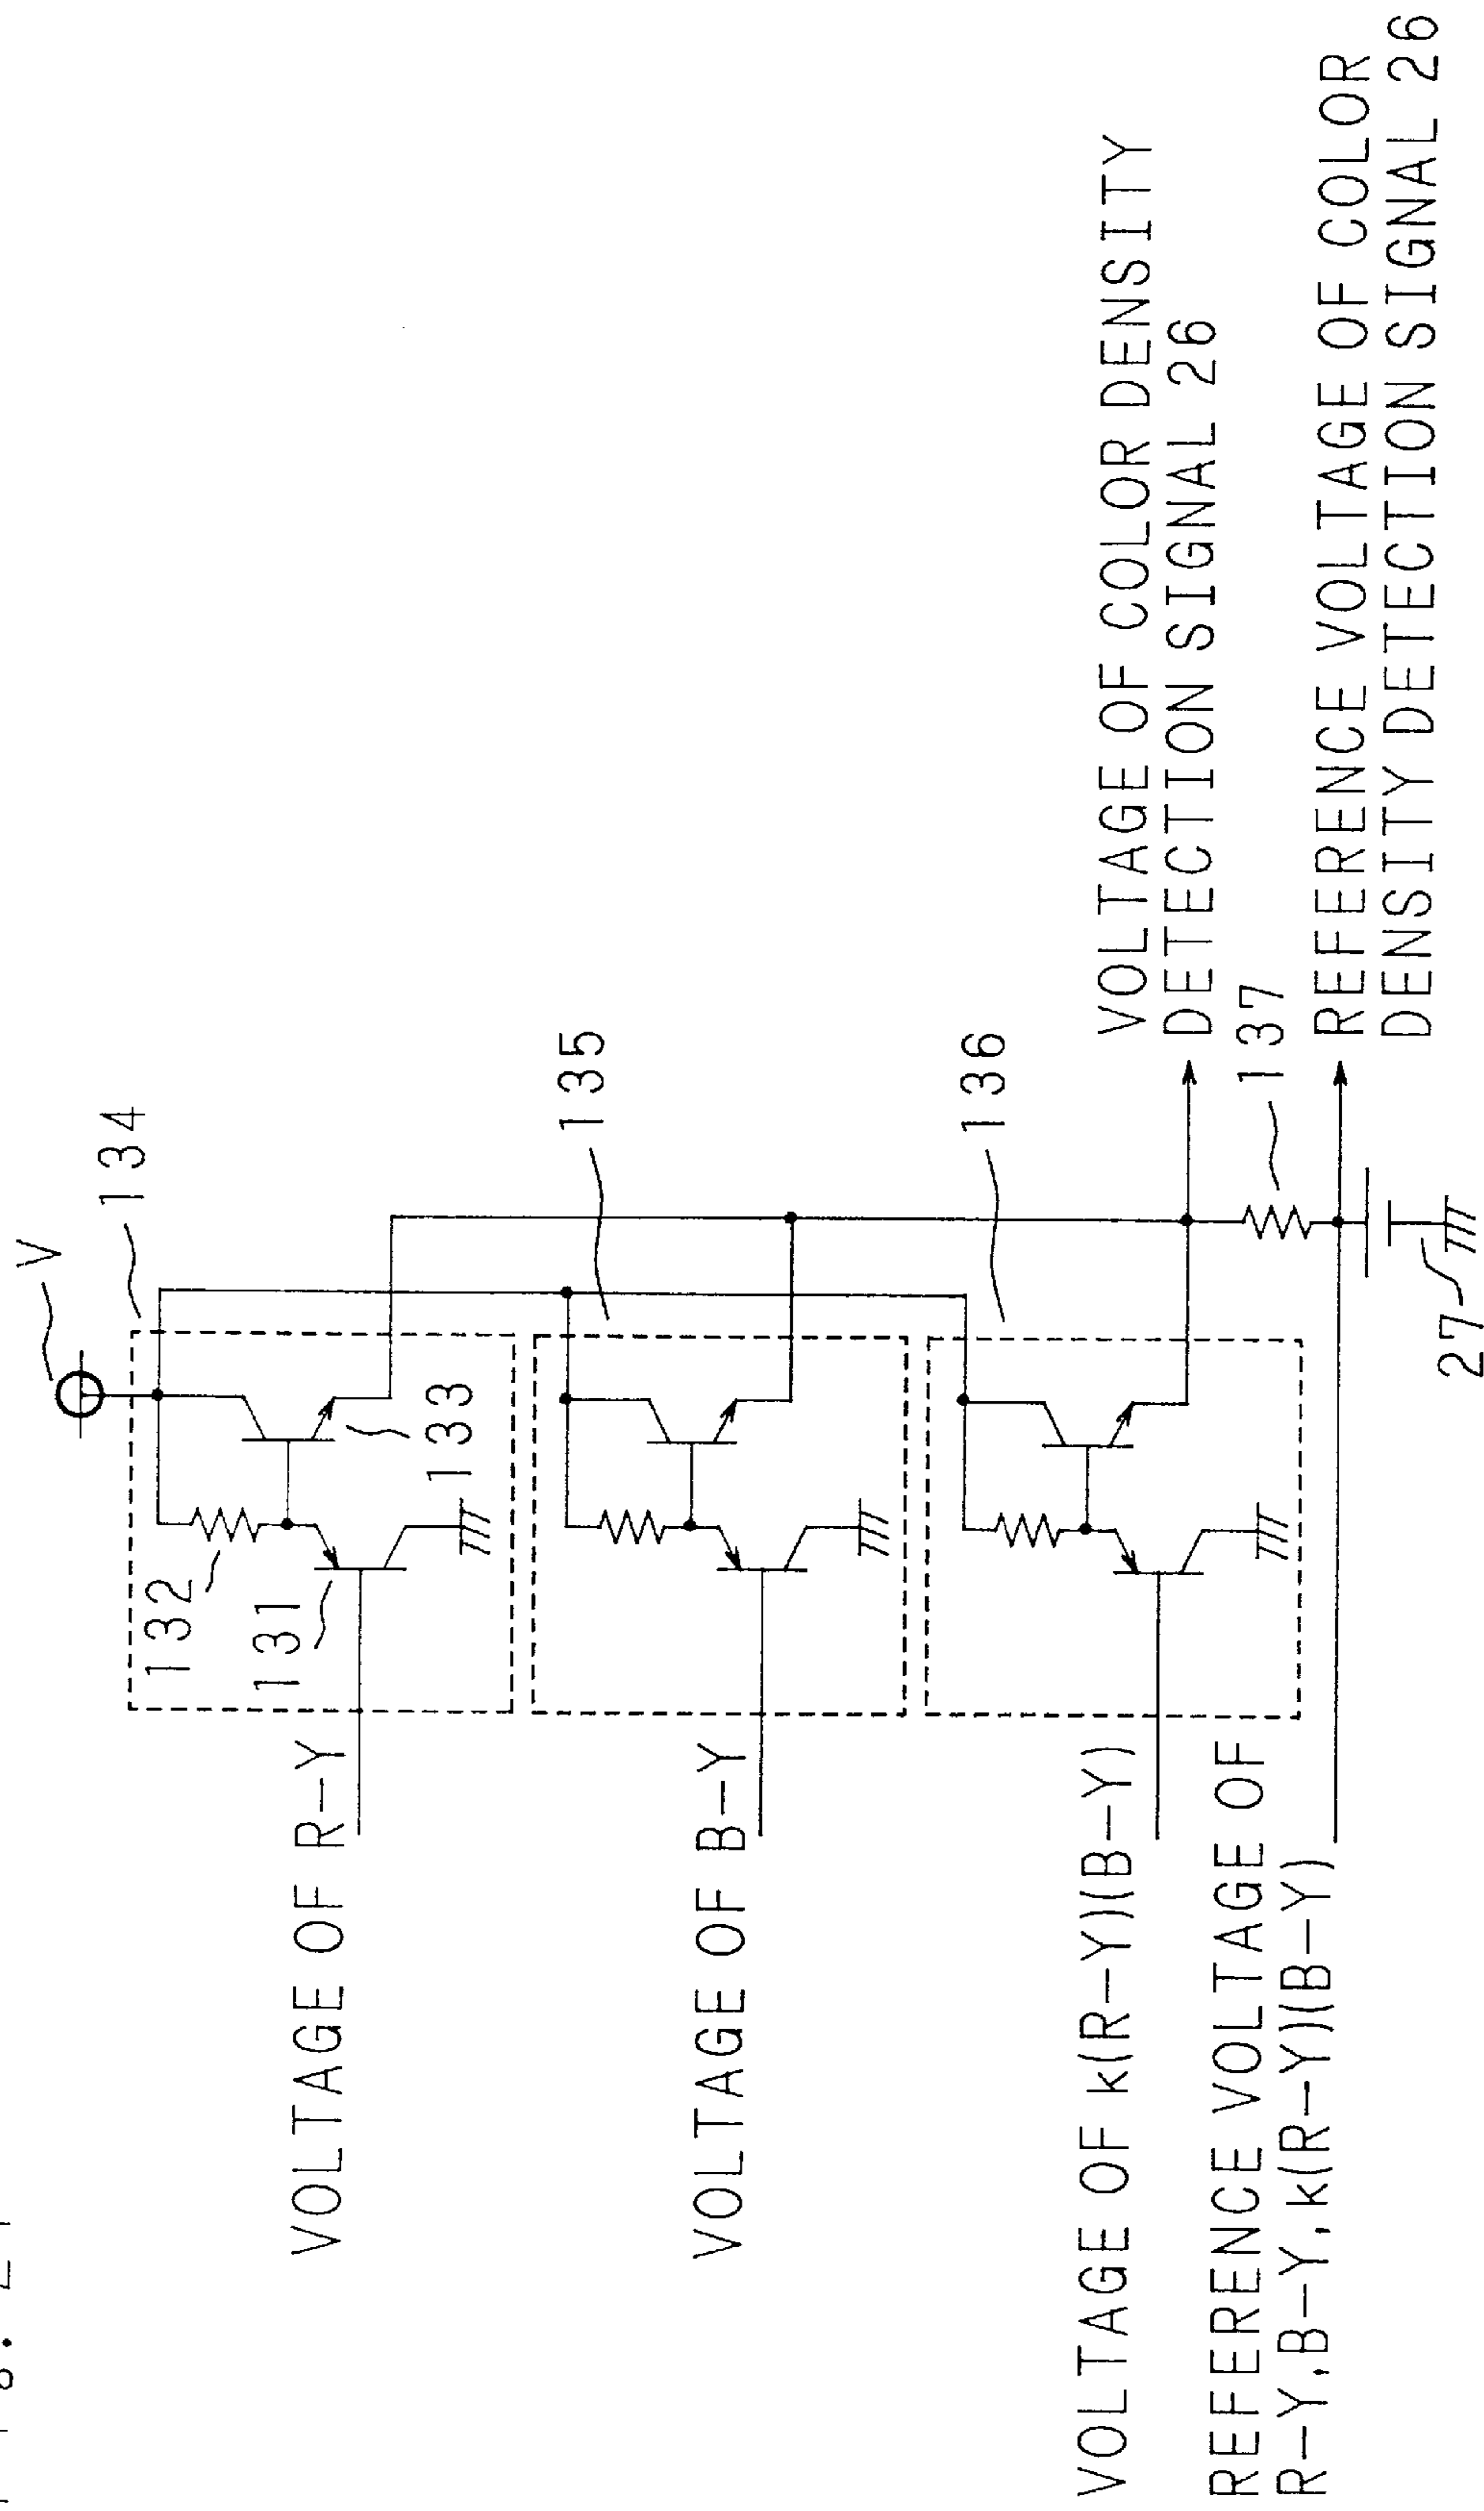 V
134
132
131
133
VOLTAGE OF R-Y
135
VOLTAGE OF B-Y
136
VOLTAGE OF k(R-Y)(B-Y)
VOLTAGE OF COLOR DENSITY
DETECTION SIGNAL 26
137
REFERENCE VOLTAGE OF
R-Y,B-Y,k(R-Y)(B-Y)
REFERENCE VOLTAGE OF COLOR
DENSITY DETECTION SIGNAL 26
27